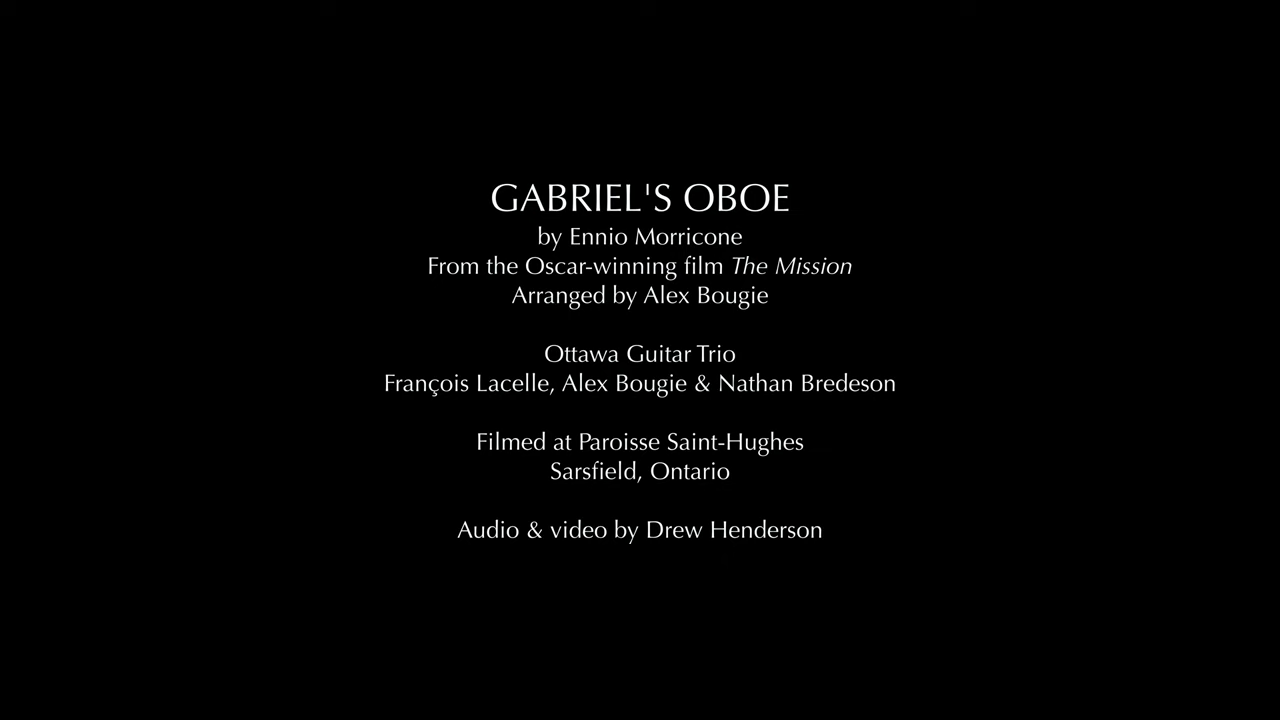 GABRIEL'S OBOE
by Ennio Morricone
From the Oscar-winning film The Mission
Arranged by Alex Bougie
Ottawa Guitar Trio
François Lacelle, Alex Bougie & Nathan Bredeson
Filmed at Paroisse Saint-Hughes
Sarsfield, Ontario
Audio & video by Drew Henderson